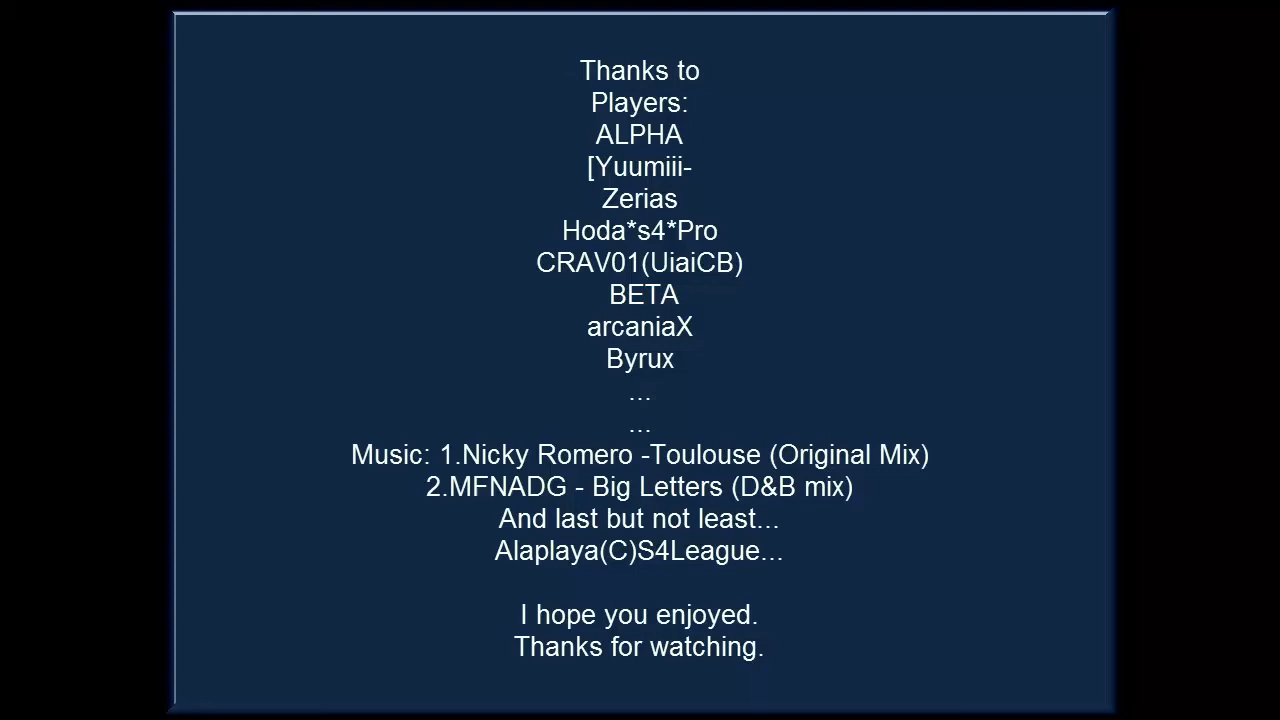 Thanks to
Players:
ALPHA
[Yuumiii-
Zerias
Hoda*s4*Pro
CRAV01(UiaiCB)
BETA
arcaniaX
Byrux
...
...
Music: 1.Nicky Romero -Toulouse (Original Mix)
2.MFNADG - Big Letters (D&B mix)
And last but not least...
Alaplaya(C)S4League...
I hope you enjoyed.
Thanks for watching.